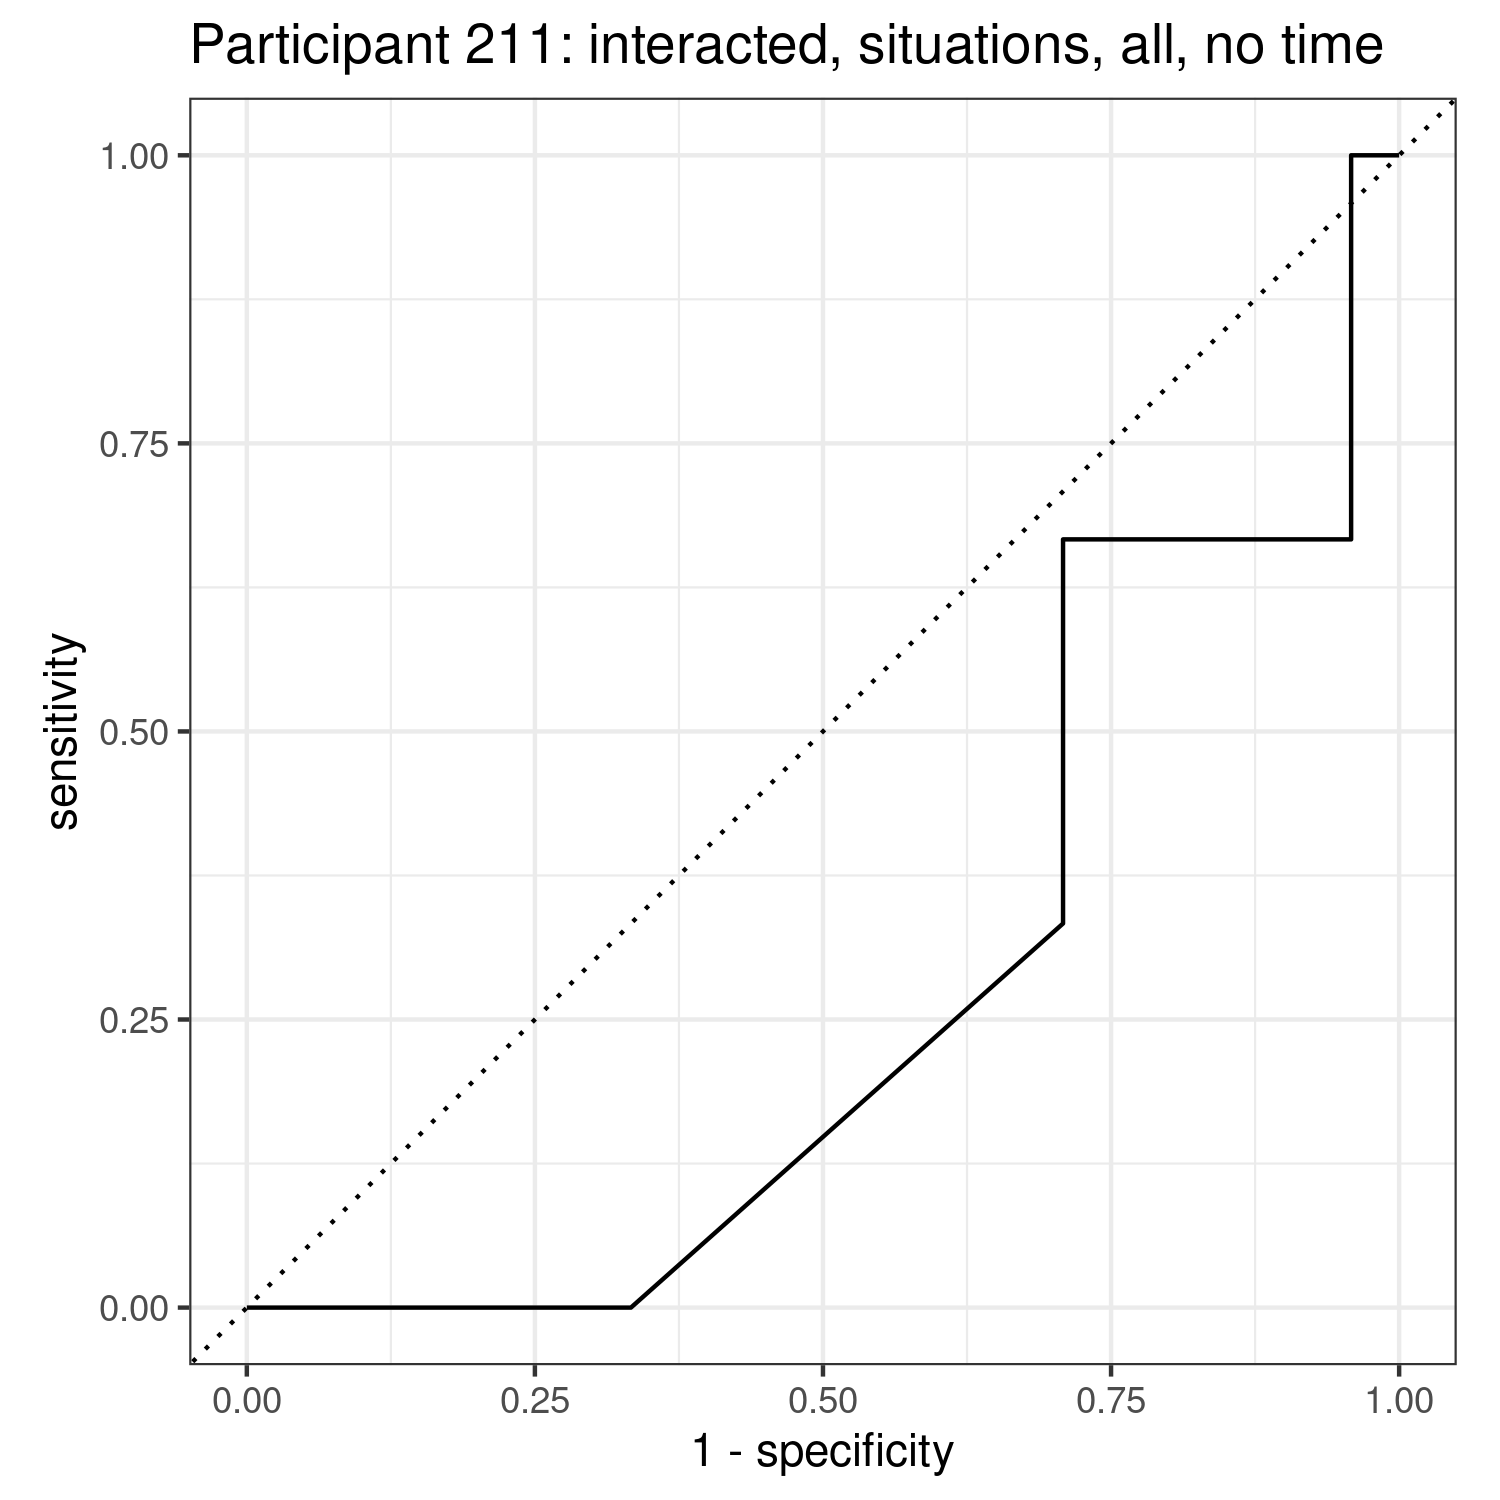 Participant 211: interacted, situations, all, no time
sensitivity
1.00
0.75
0.50
0.25
0.00
0.00 0.25 0.50 0.75 1.00
1 - specificity